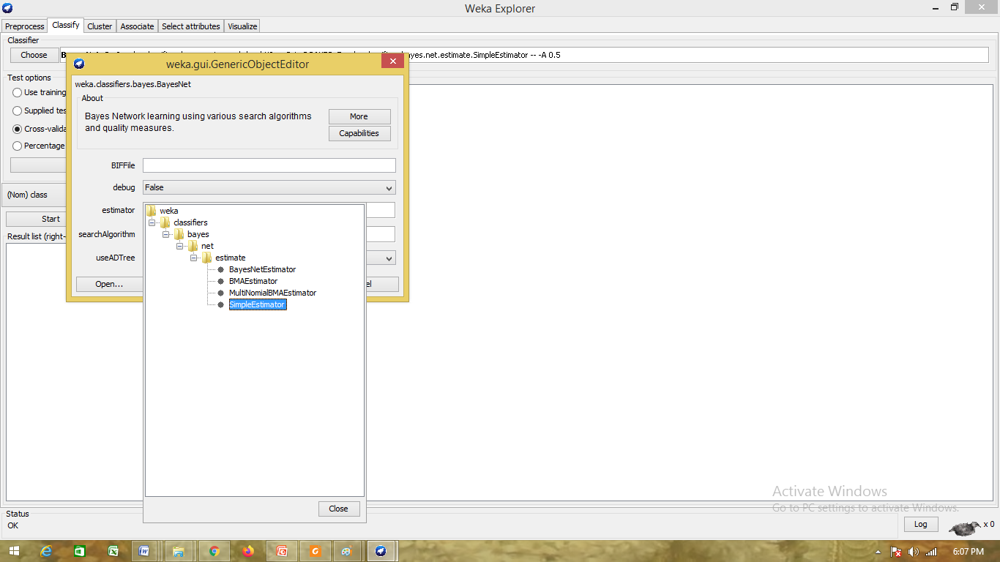 Weka Explorer
Preprocess Classify Cluster Associate Select attributes Visualize
Classifier
Choose
bayes.net.estimate.SimpleEstimator -- -A 0.5
weka.gui.GenericObjectEditor
weka.classifiers.bayes.BayesNet
About
Bayes Network learning using various search algorithms
and quality measures.
More
Capabilities
BIFFile
debug False
estimator
searchAlgorithm
useADTree
Open...
weka
classifiers
bayes
net
estimate
BayesNetEstimator
BMAEstimator
MultiNomialBMAEstimator
SimpleEstimator
Close
Test options
Use training
Supplied tes
Cross-valida
Percentage
(Nom) class
Start
Result list (right-
Activate Windows
Go to PC settings to activate Windows.
Status
OK
Log
x 0
6:07 PM